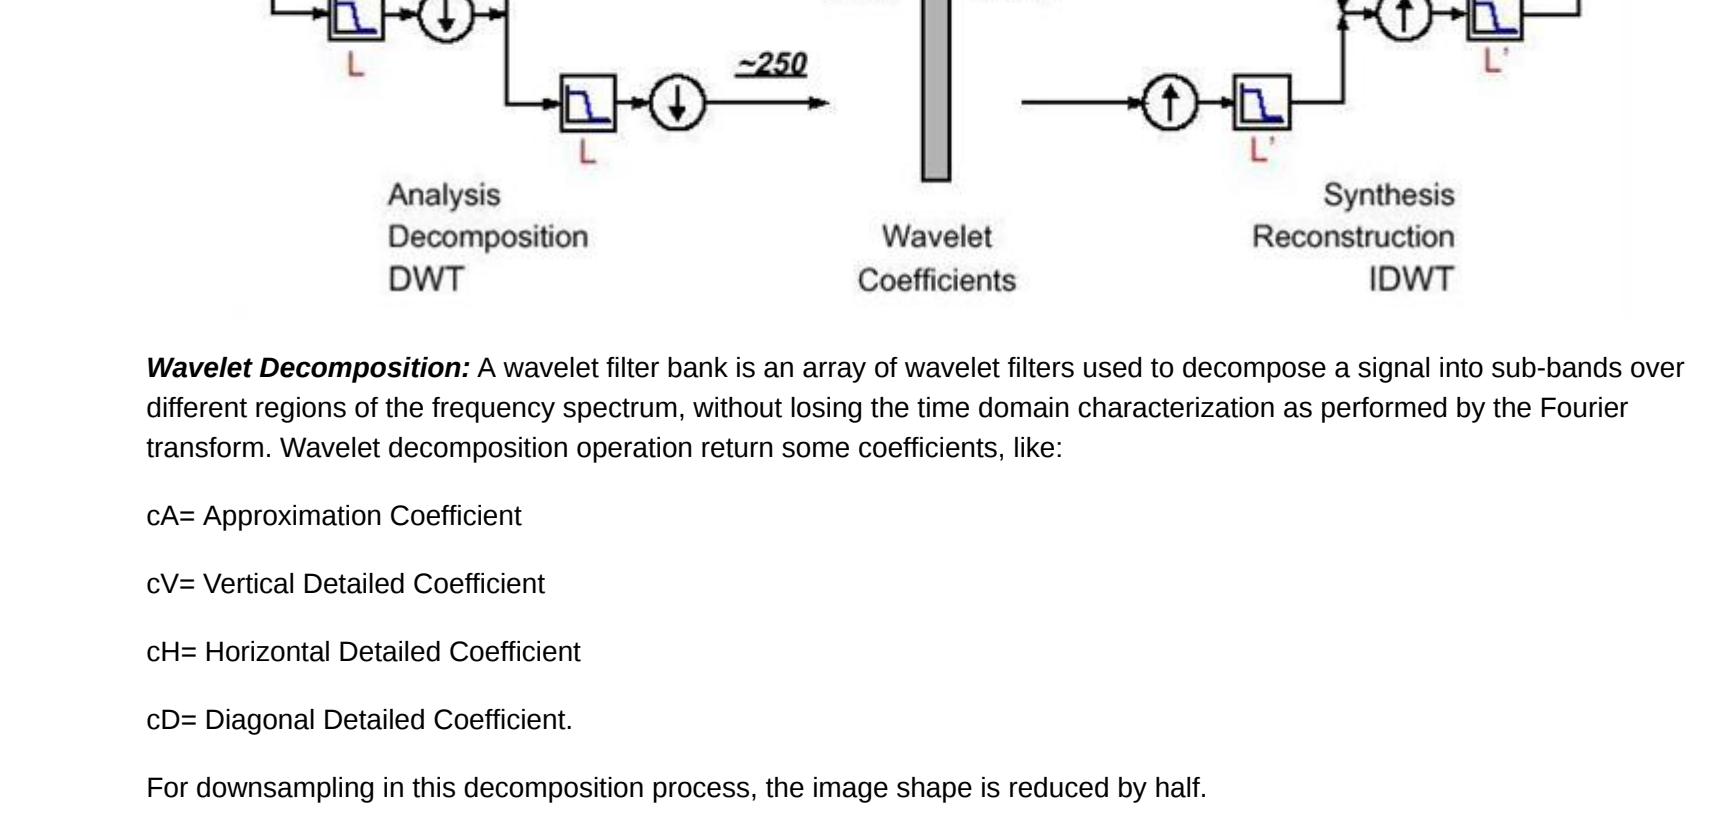 ~250
L
L'
L
L'
Analysis
Decomposition
DWT
Wavelet
Coefficients
Synthesis
Reconstruction
IDWT
Wavelet Decomposition: A wavelet filter bank is an array of wavelet filters used to decompose a signal into sub-bands over
different regions of the frequency spectrum, without losing the time domain characterization as performed by the Fourier
transform. Wavelet decomposition operation return some coefficients, like:
cA= Approximation Coefficient
cV= Vertical Detailed Coefficient
cH= Horizontal Detailed Coefficient
cD= Diagonal Detailed Coefficient.
For downsampling in this decomposition process, the image shape is reduced by half.